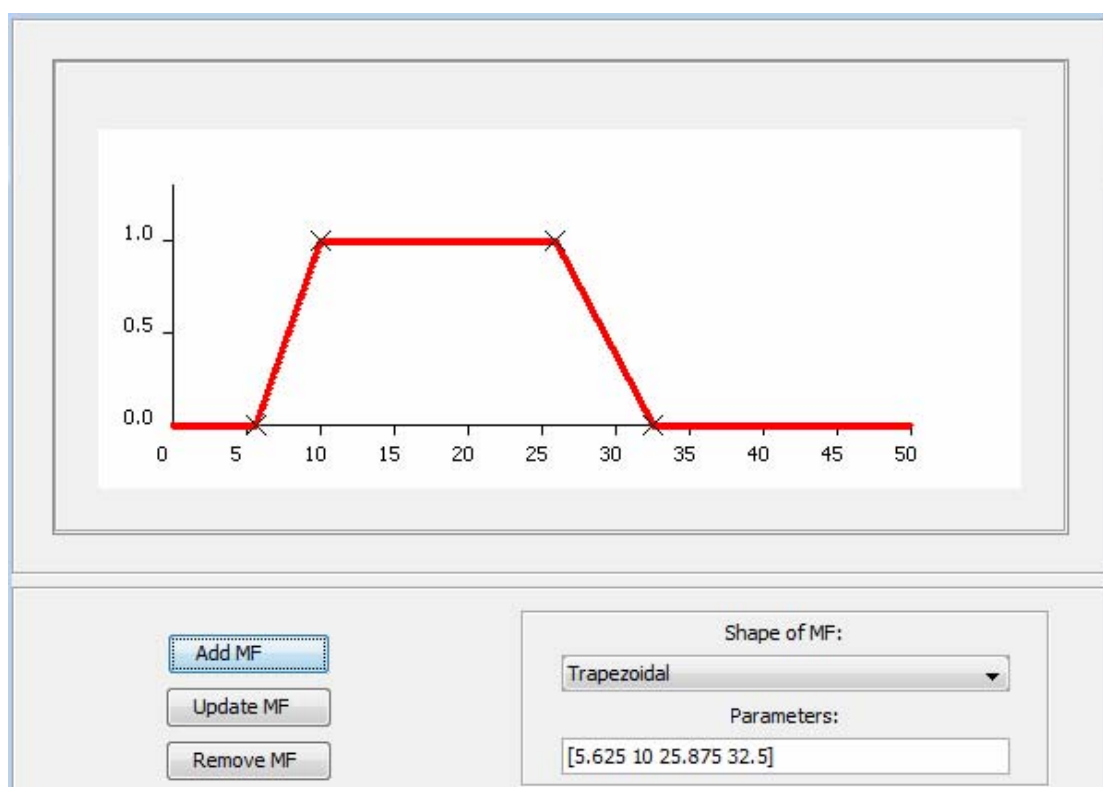 1.0
0.5
0.0
0 5 10 15 20 25 30 35 40 45 50
Add MF
Update MF
Remove MF
Shape of MF:
Trapezoidal
Parameters:
[5.625 10 25.875 32.5]